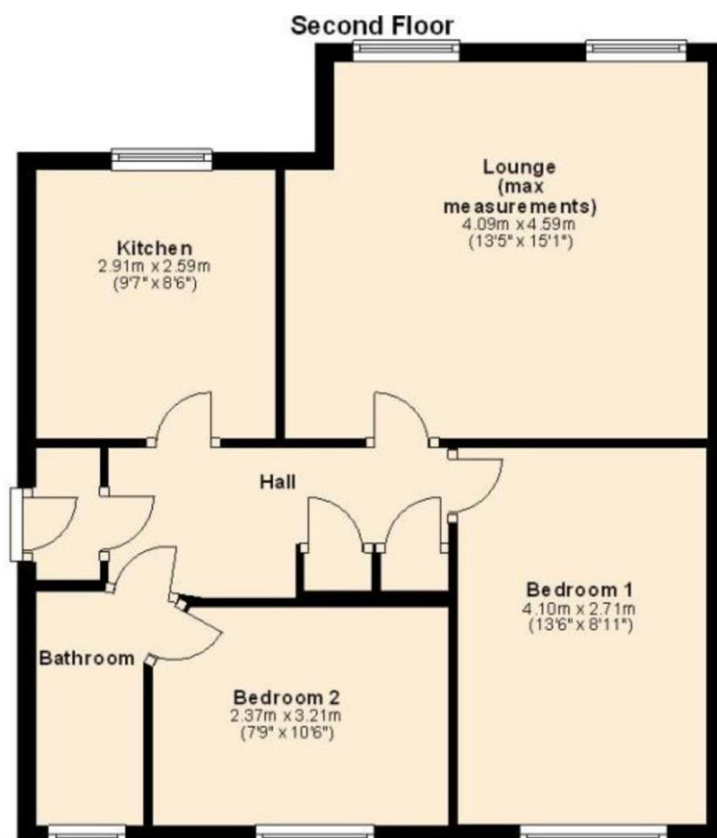 Second Floor
Lounge
(max
measurements)
4.09m x 4.59m
(13'5" x 15'1")
Kitchen
2.91m x 2.59m
(9'7" x 8'6")
Hall
Bedroom 1
4.10m x 2.71m
(13'6" x 8'11")
Bathroom
Bedroom 2
2.37m x 3.21m
(7'9" x 10'6")